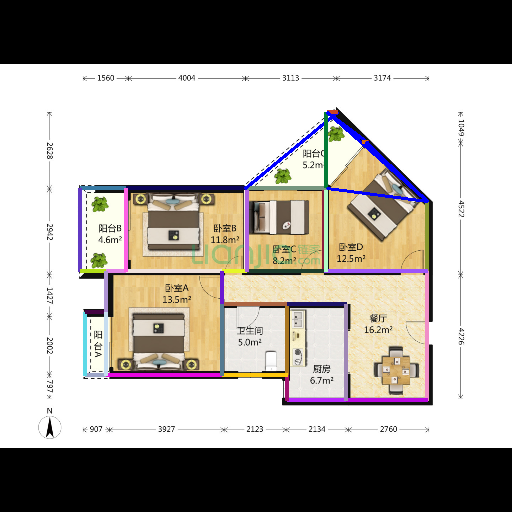 1560 4004 3113 3174
2628
2942
1427
2002
797
1049
4522
4226
阳台C
5.2m²
阳台B
4.6m²
卧室B
11.8m²
卧室C
8.2m²
卧室D
12.5m²
卧室A
13.5m²
阳台A
卫生间
5.0m²
餐厅
16.2m²
厨房
6.7m²
N
907 3927 2123 2134 2760